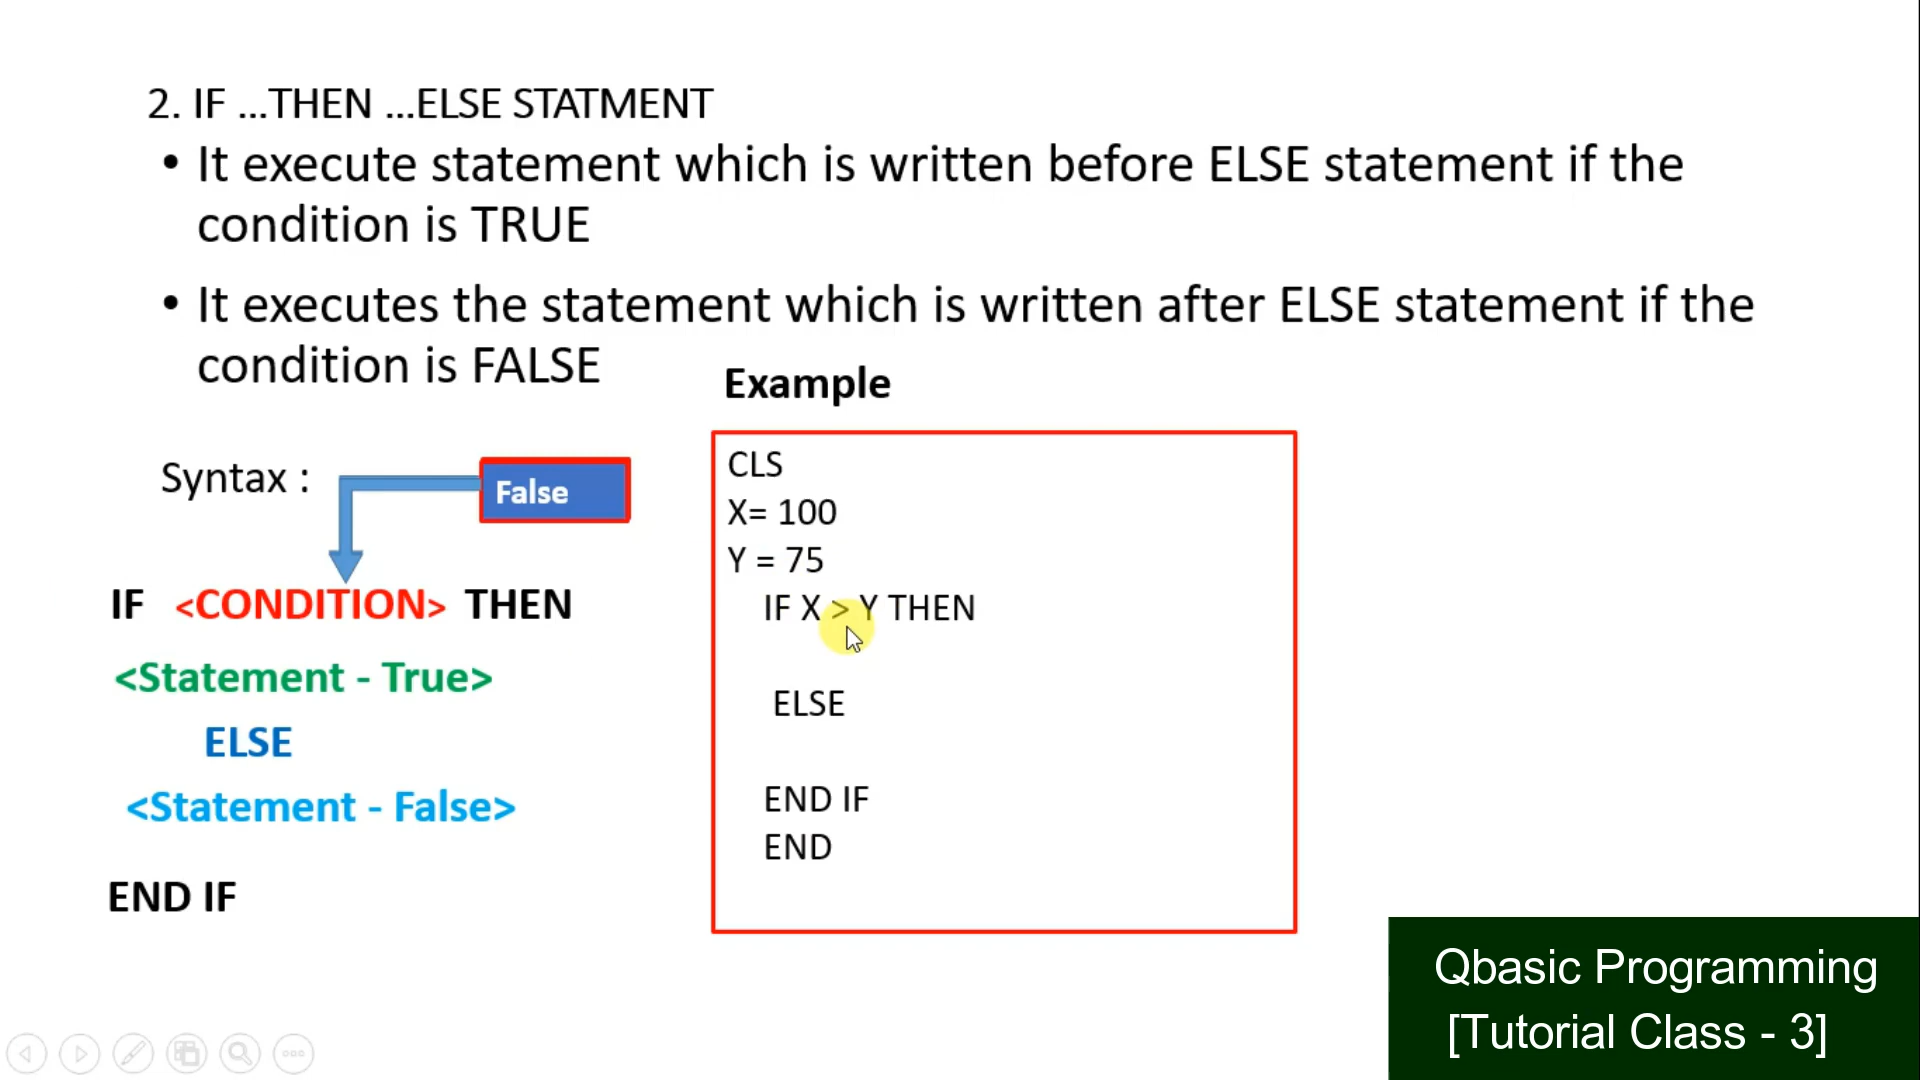 2. IF ...THEN ...ELSE STATMENT
• It execute statement which is written before ELSE statement if the
condition is TRUE
• It executes the statement which is written after ELSE statement if the
condition is FALSE
Syntax :
False
IF <CONDITION> THEN
<Statement - True>
ELSE
<Statement - False>
END IF
Example
CLS
X= 100
Y = 75
IF X > Y THEN
ELSE
END IF
END
Qbasic Programming
[Tutorial Class - 3]